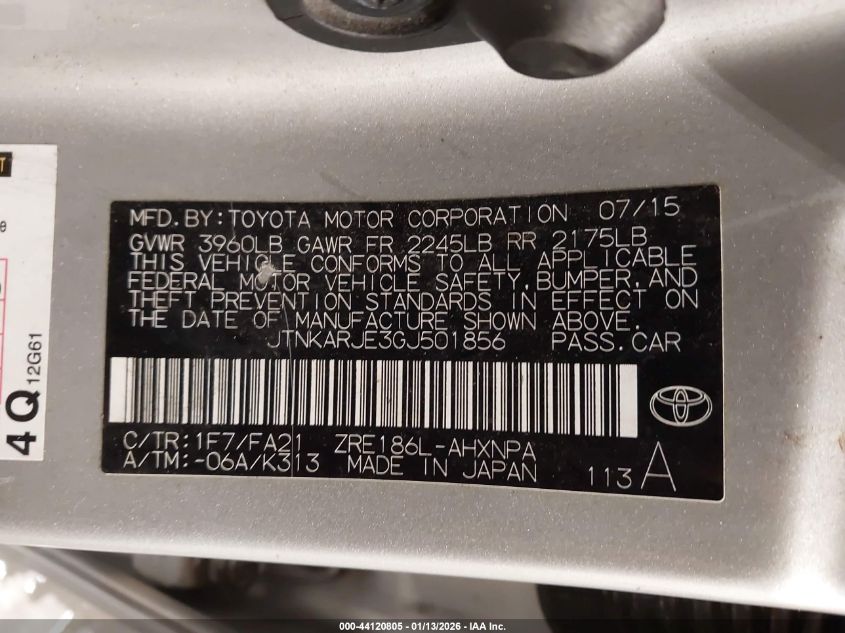 MFD.BY:TOYOTA MOTOR CORPORATION 07/15
GVWR 3960LB GAWR FR 2245LB RR 2175LB
THIS VEHICLE CONFORMS TO ALL APPLICABLE
FEDERAL MOTOR VEHICLE SAFETY,BUMPER,AND
THEFT PREVENTION STANDARDS IN EFFECT ON
THE DATE OF MANUFACTURE SHOWN ABOVE.
JTNKARJE3GJ501856 PASS.CAR
C/TR:1F7/FA21 ZRE186L-AHXNPA
A/TM:-06A/K313 MADE IN JAPAN 113 A
4Q 12G61
000-44120805 - 01/13/2026 - IAA Inc.